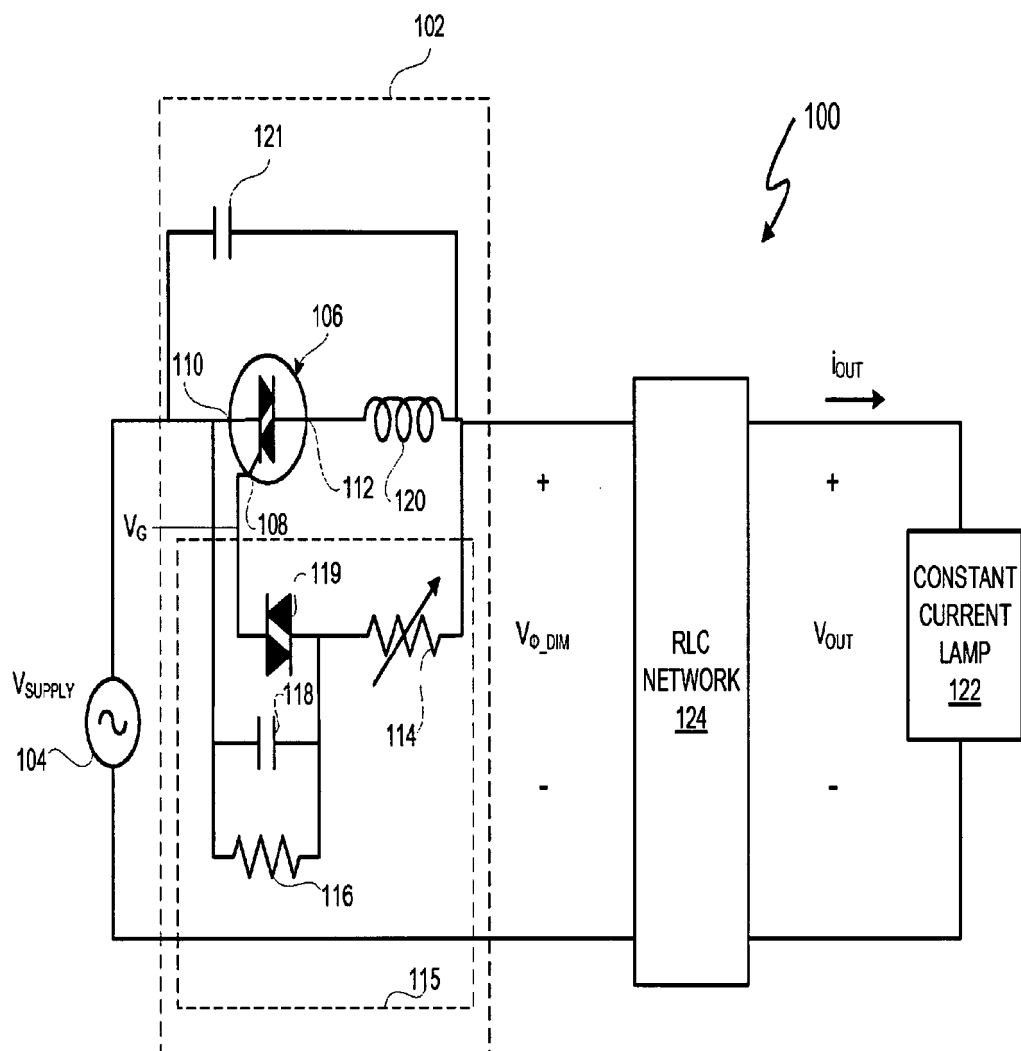 102
100
121
106
110
iOUT
112
120
108
VG
+
+
119
CONSTANT
CURRENT
LAMP
122
VΦ_DIM
RLC
NETWORK
124
VOUT
VSUPPLY
118
114
104
-
-
116
115